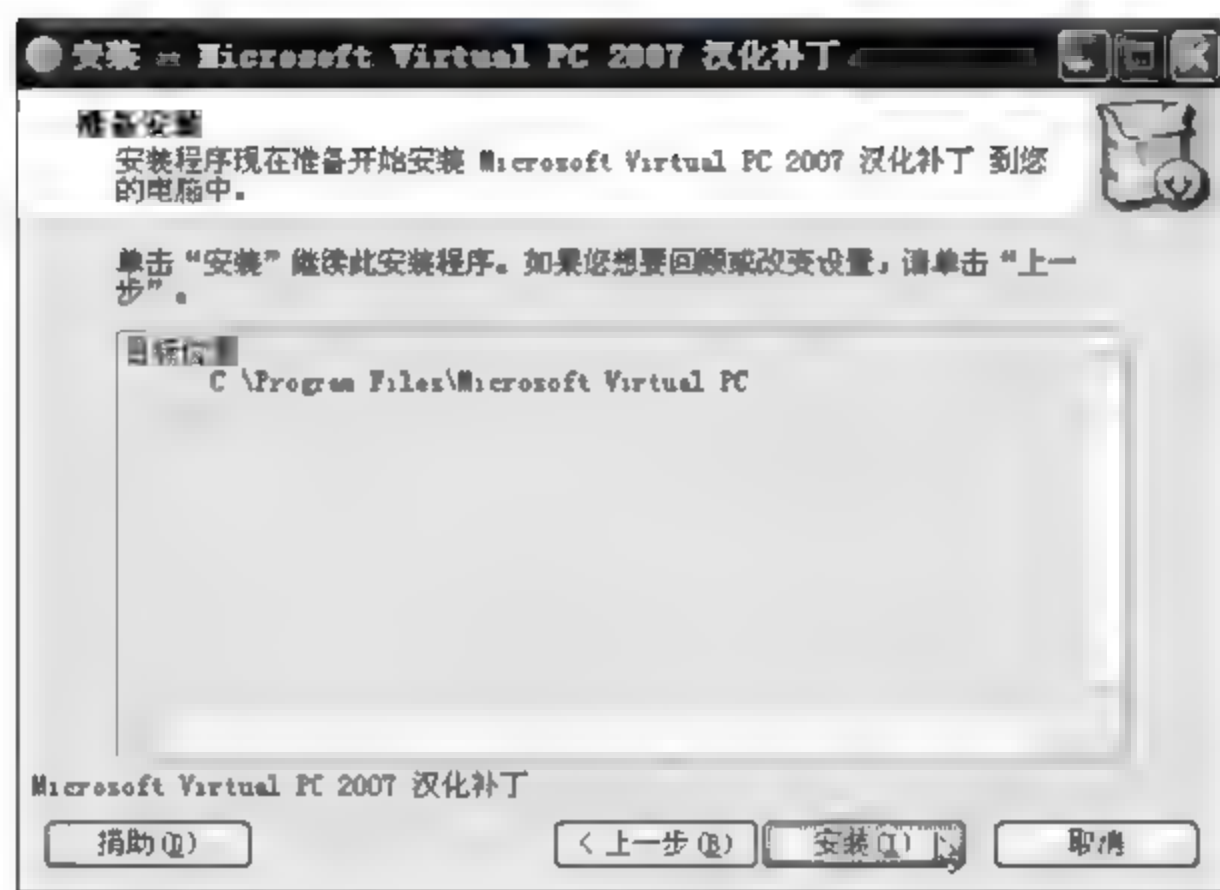 安装 - Microsoft Virtual PC 2007 汉化补丁
准备安装
安装程序现在准备开始安装 Microsoft Virtual PC 2007 汉化补丁 到您
的电脑中。
单击“安装”继续此安装程序。如果您想要回顾或改变设置，请单击“上一
步”。
目标位置
C:\Program Files\Microsoft Virtual PC
Microsoft Virtual PC 2007 汉化补丁
捐助(D)
< 上一步(B)
安装(I)
取消